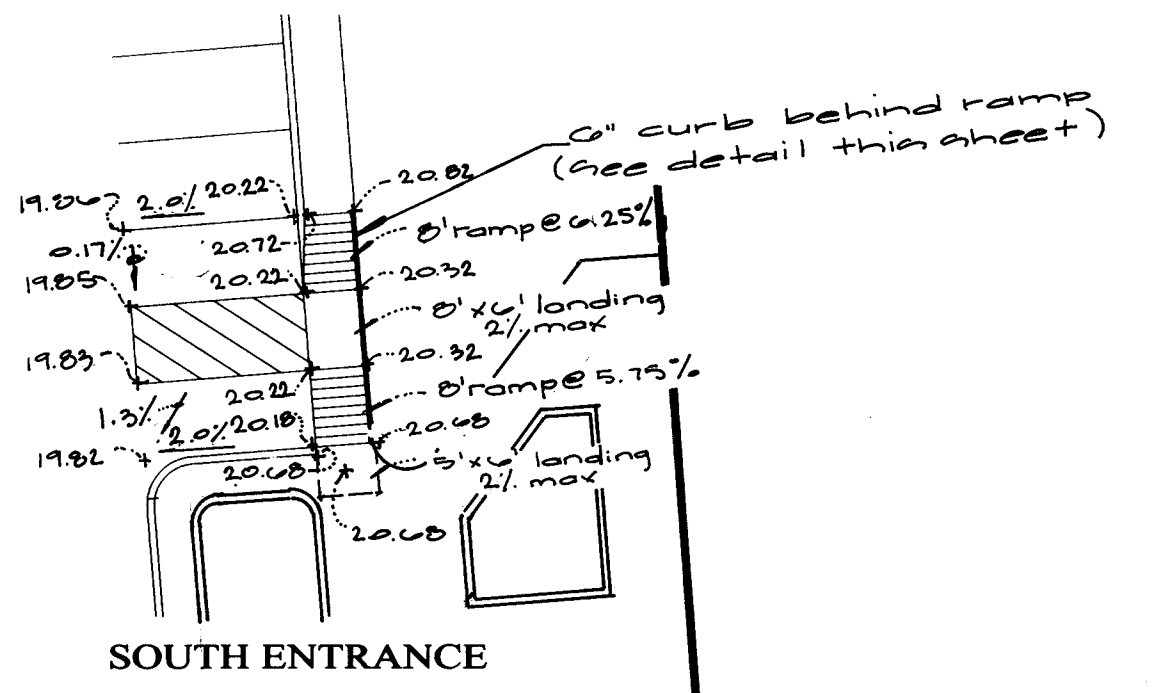 6" curb behind ramp
(see detail this sheet)
20.82
19.86
2.0%
20.22
8' ramp @ 6.25%
0.17%
20.72
19.85
20.22
20.32
8' x 6' landing
2% max
20.32
19.83
8' ramp @ 5.75%
20.22
1.3%
2.0%
20.18
20.68
19.82
20.68
5' x 6' landing
2% max
20.68
SOUTH ENTRANCE